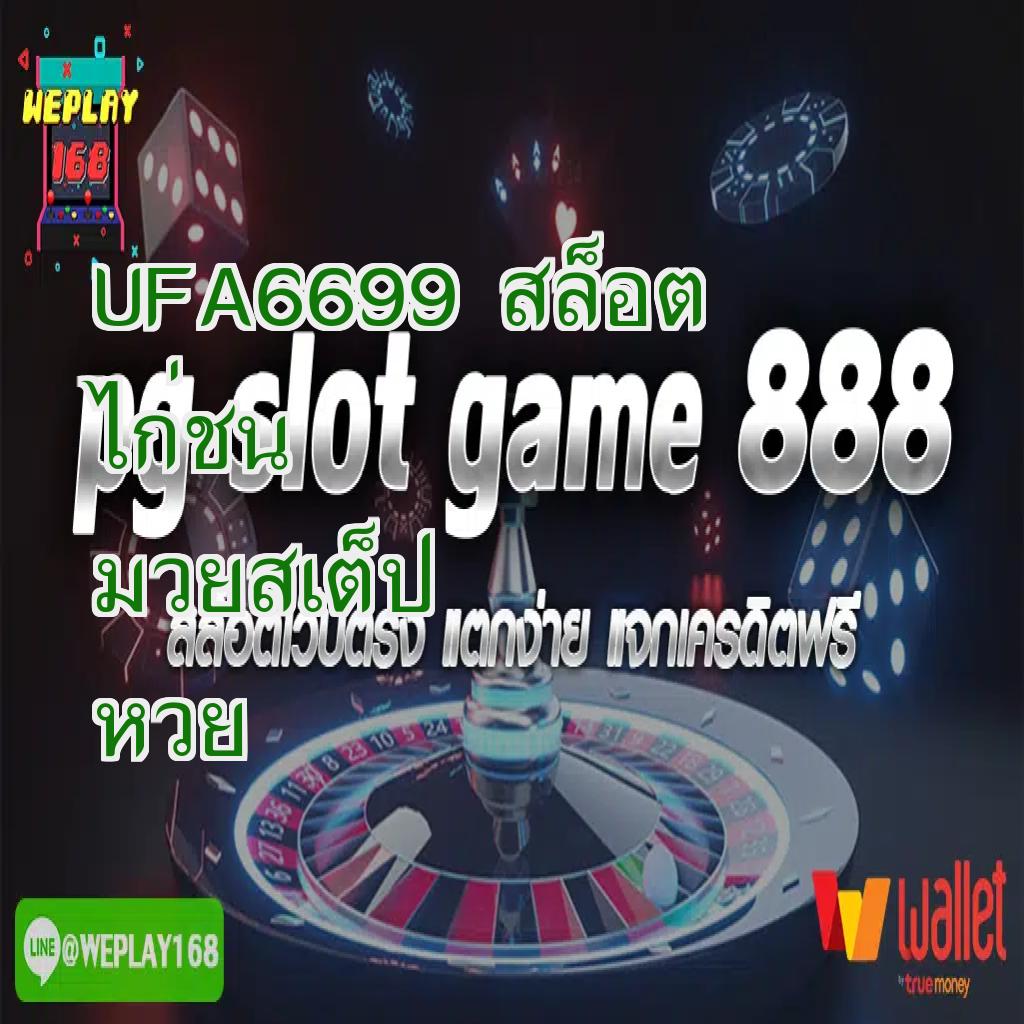 WEPLAY
168
UFA6699 สล็อต
pg slot game 888
ไก่ชน
มวยสเต็ป
สล็อตเว็บตรง แตกง่าย แจกเครดิตฟรี
หวย
LINE @WEPLAY168
wallet
by truemoney